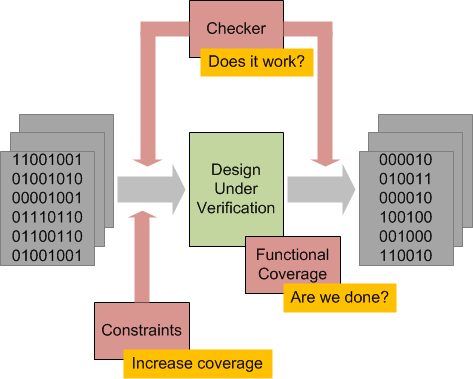 Checker
Does it work?
11001001
01001010
00001001
01110110
01100110
01001001
Design
Under
Verification
000010
010011
000010
100100
001000
110010
Functional
Coverage
Are we done?
Constraints
Increase coverage